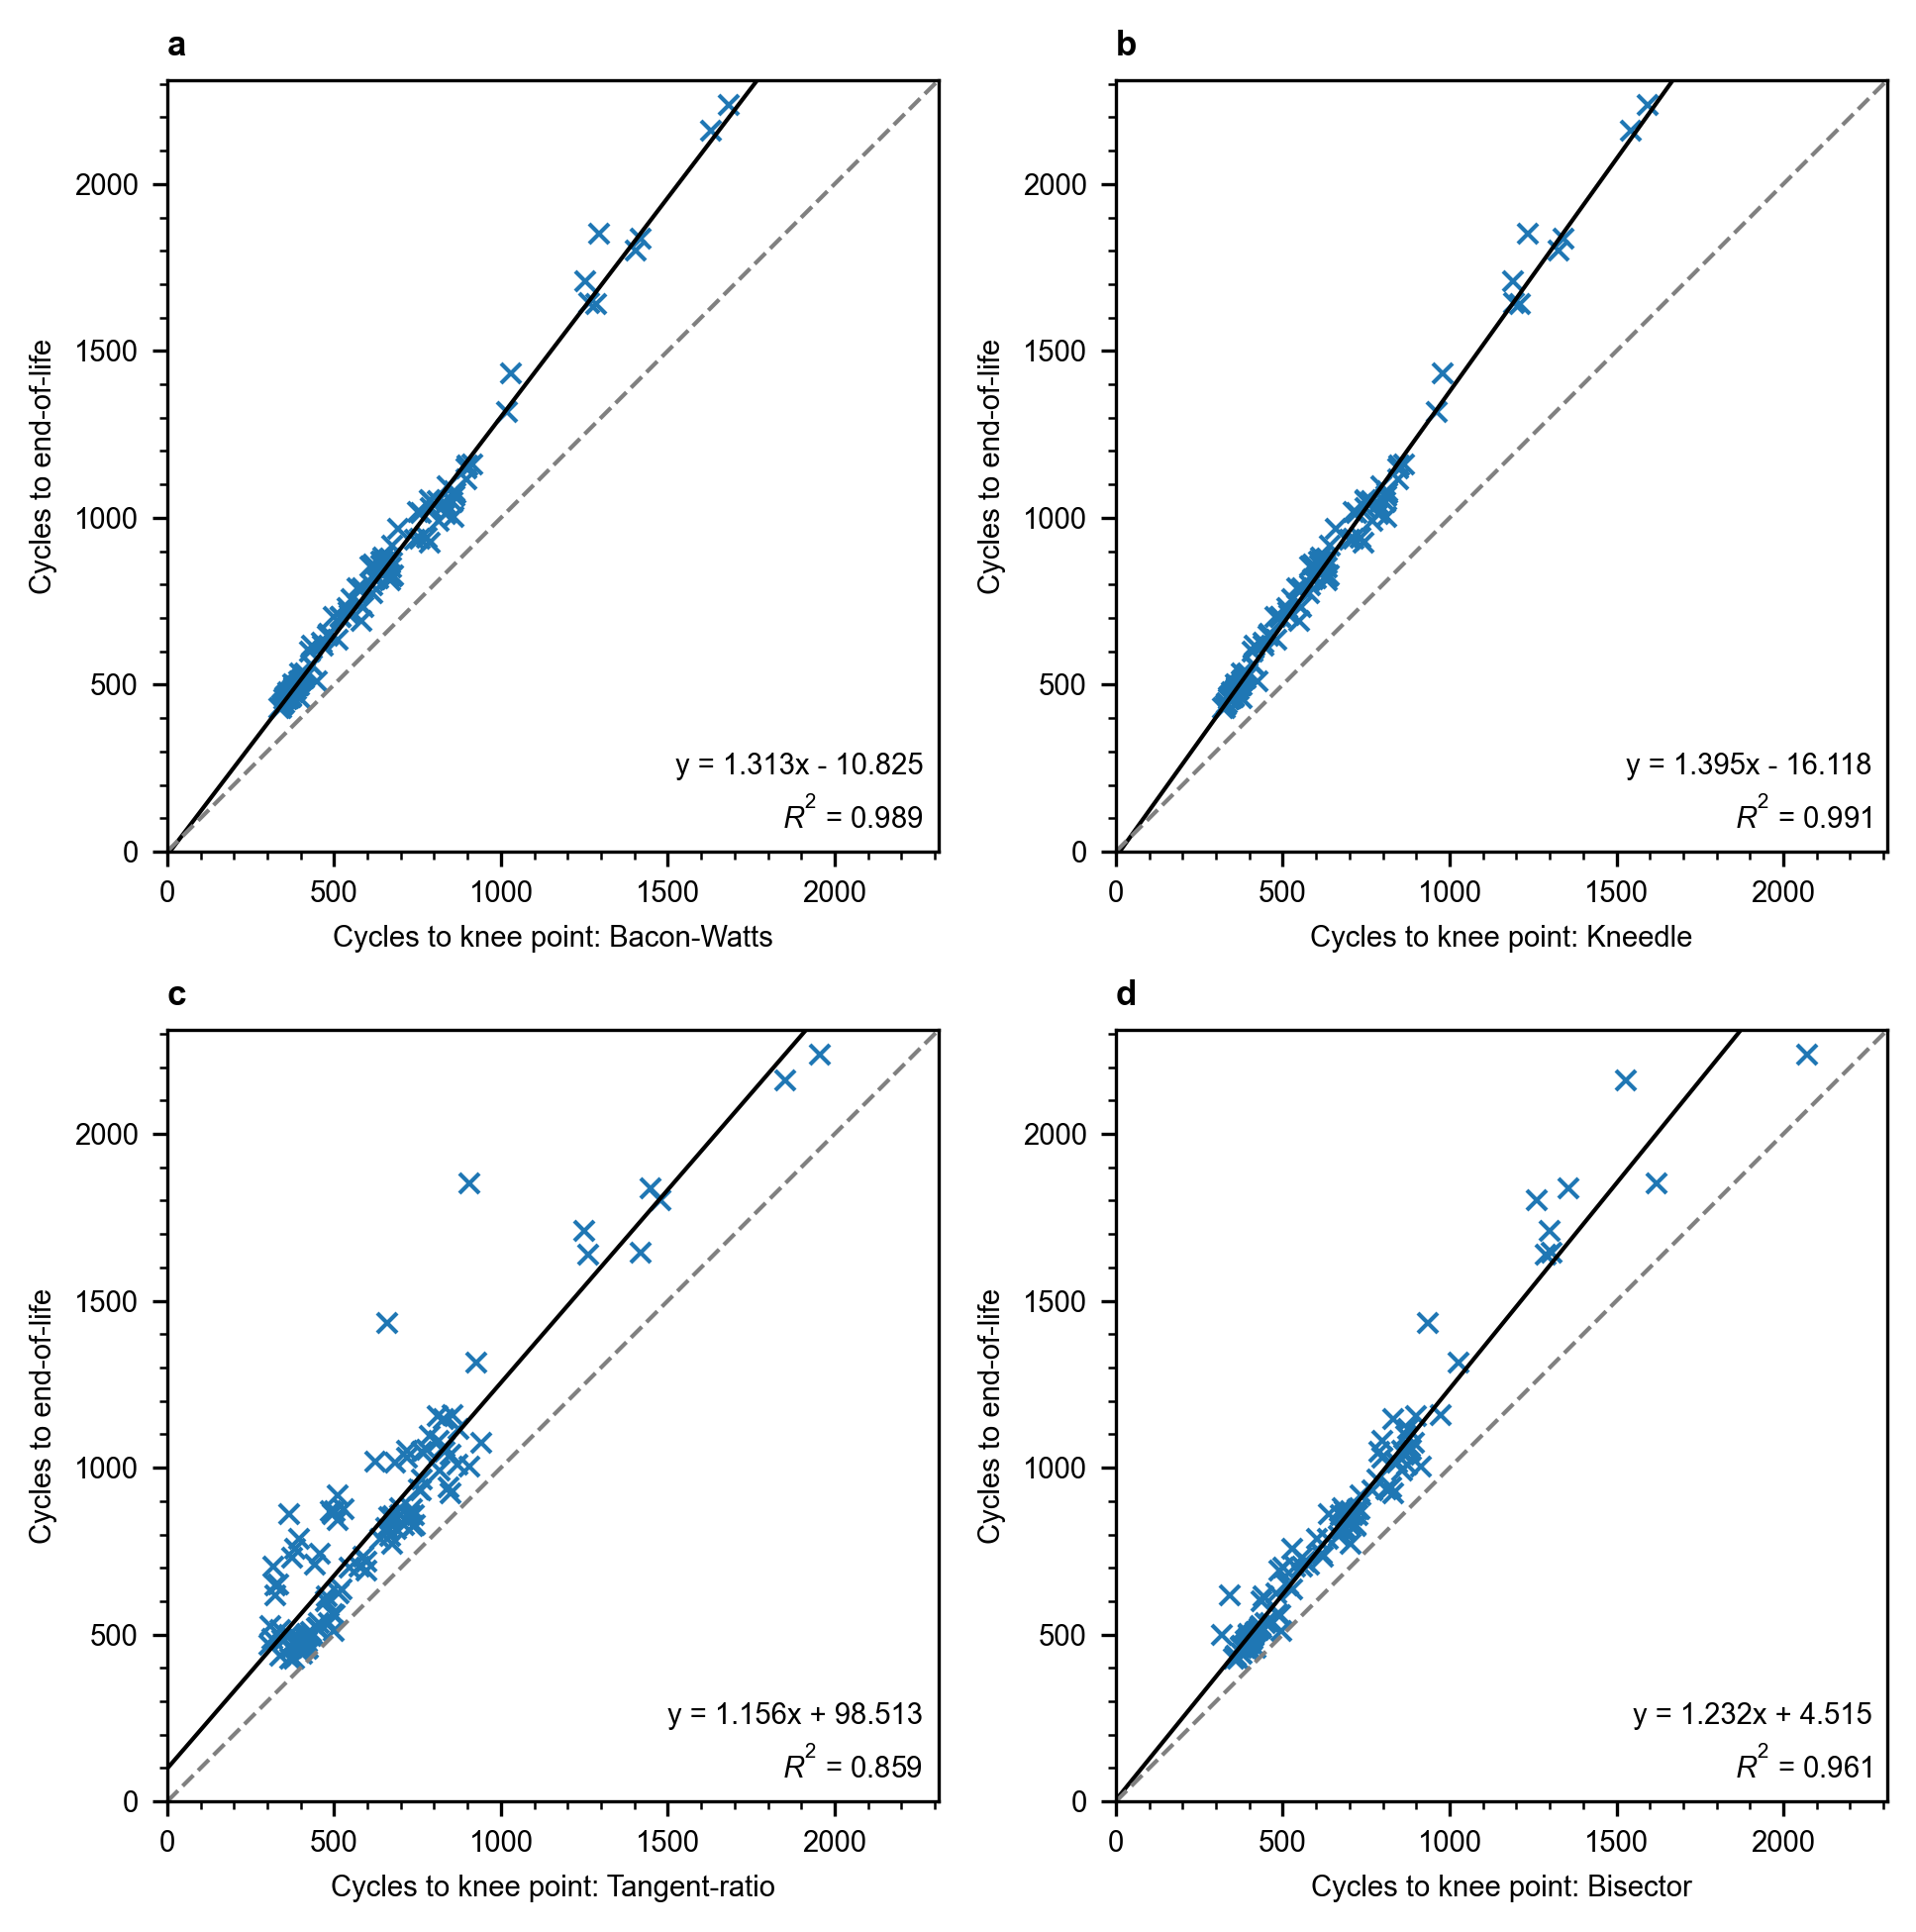 a
2000
1500
1000
500
0
Cycles to end-of-life
y = 1.313x - 10.825
R² = 0.989
0 500 1000 1500 2000
Cycles to knee point: Bacon-Watts
b
2000
1500
1000
500
0
Cycles to end-of-life
y = 1.395x - 16.118
R² = 0.991
0 500 1000 1500 2000
Cycles to knee point: Kneedle
c
2000
1500
1000
500
0
Cycles to end-of-life
y = 1.156x + 98.513
R² = 0.859
0 500 1000 1500 2000
Cycles to knee point: Tangent-ratio
d
2000
1500
1000
500
0
Cycles to end-of-life
y = 1.232x + 4.515
R² = 0.961
0 500 1000 1500 2000
Cycles to knee point: Bisector